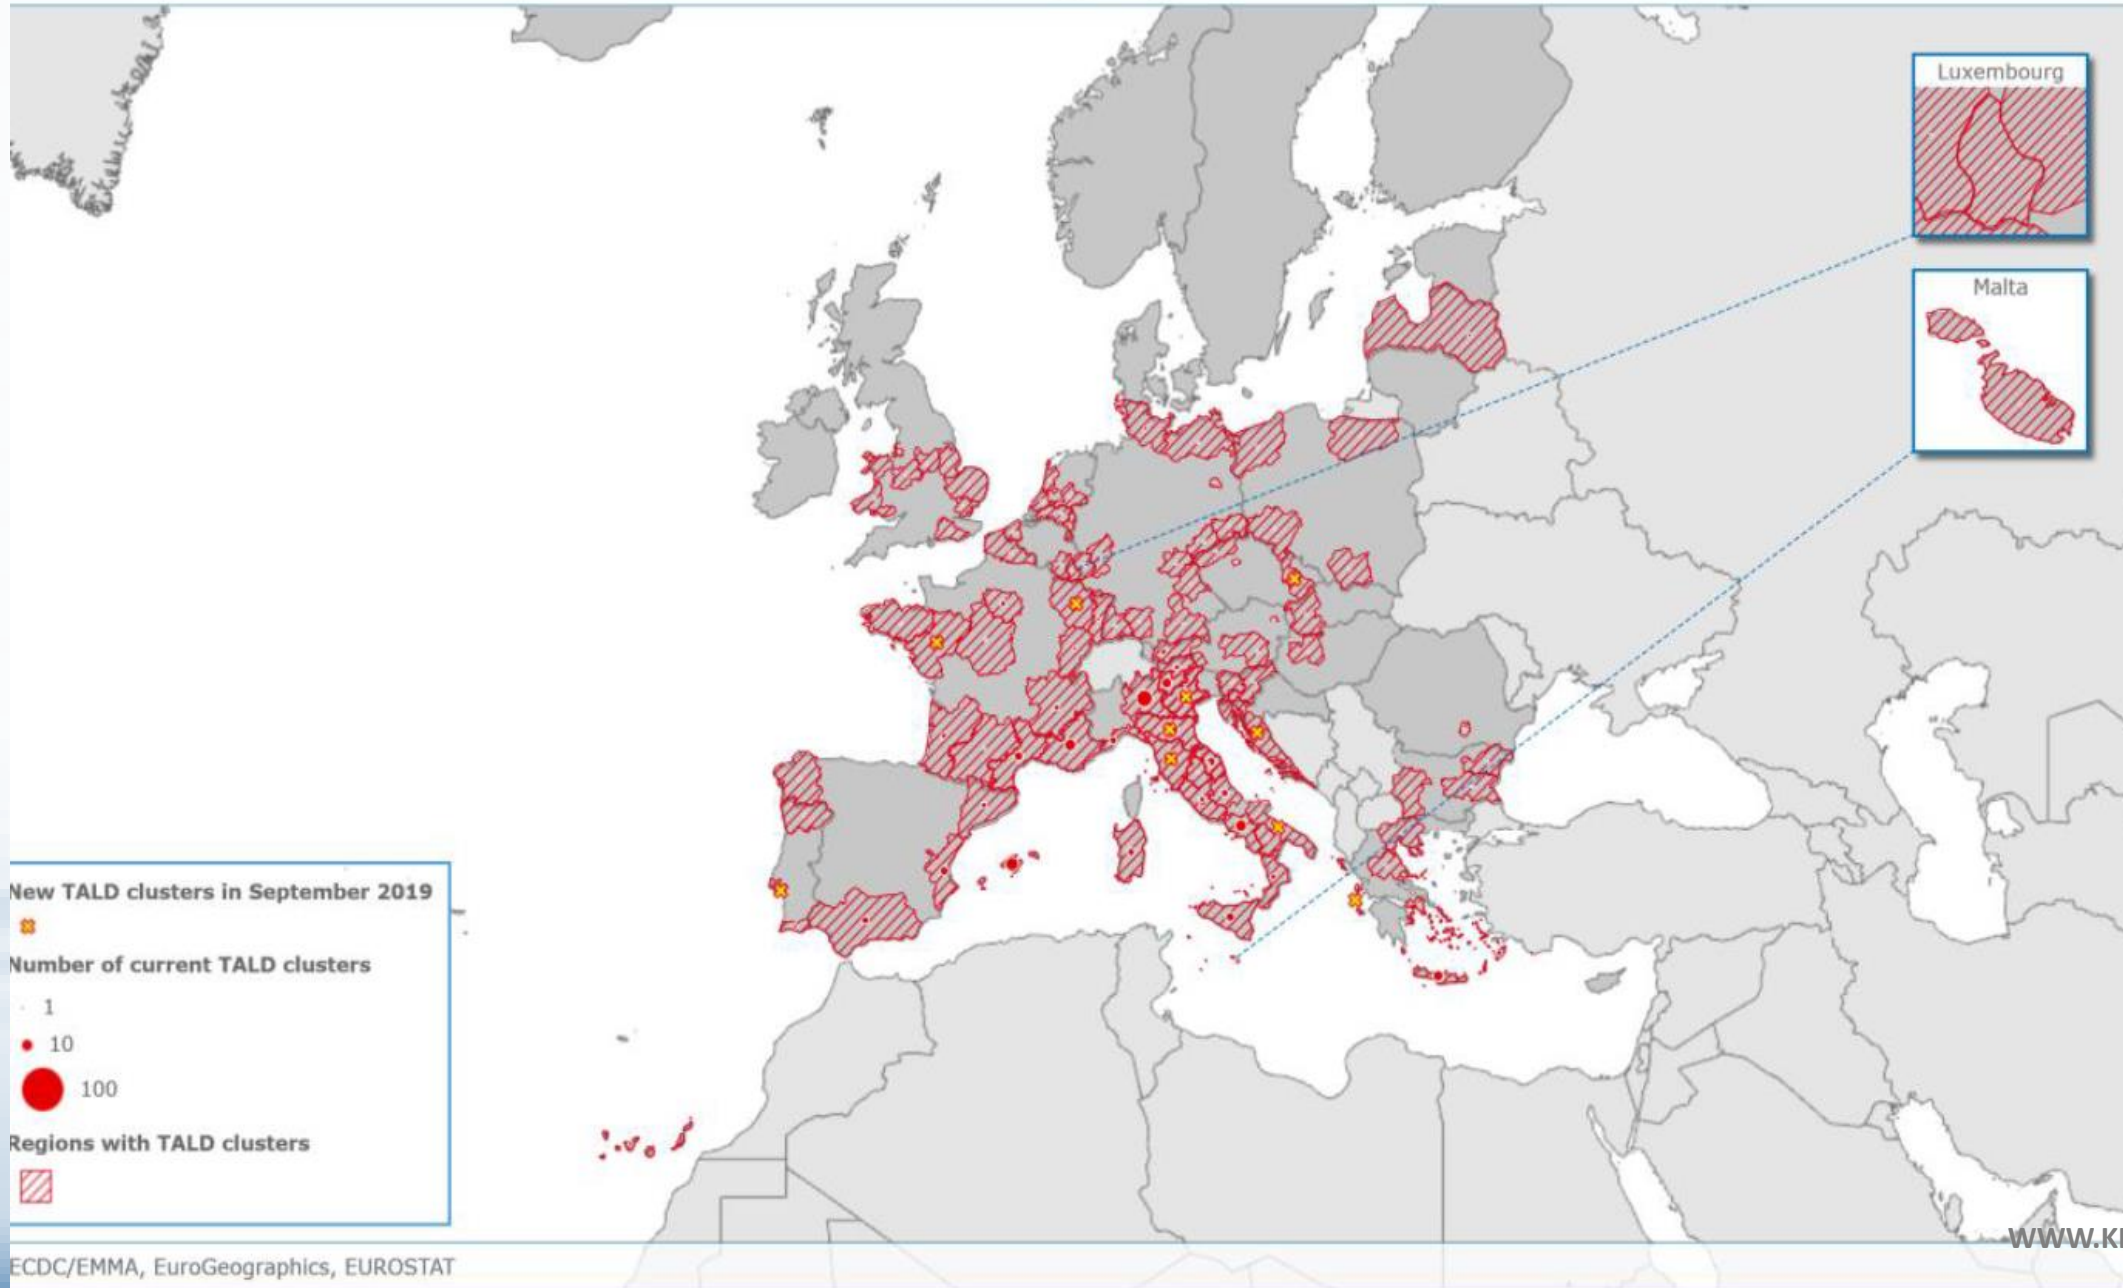 Luxembourg
Malta
New TALD clusters in September 2019
Number of current TALD clusters
1
10
100
Regions with TALD clusters
ECDC/EMMA, EuroGeographics, EUROSTAT